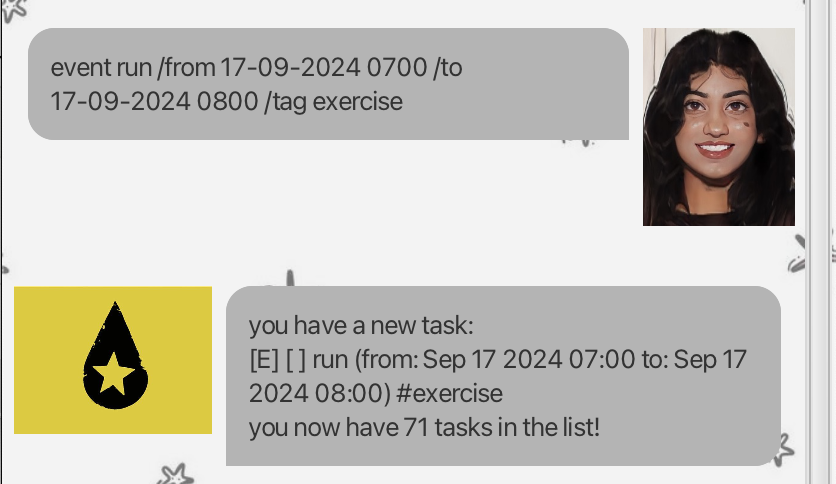 event run /from 17-09-2024 0700 /to
17-09-2024 0800 /tag exercise
you have a new task:
[E] [ ] run (from: Sep 17 2024 07:00 to: Sep 17
2024 08:00) #exercise
you now have 71 tasks in the list!